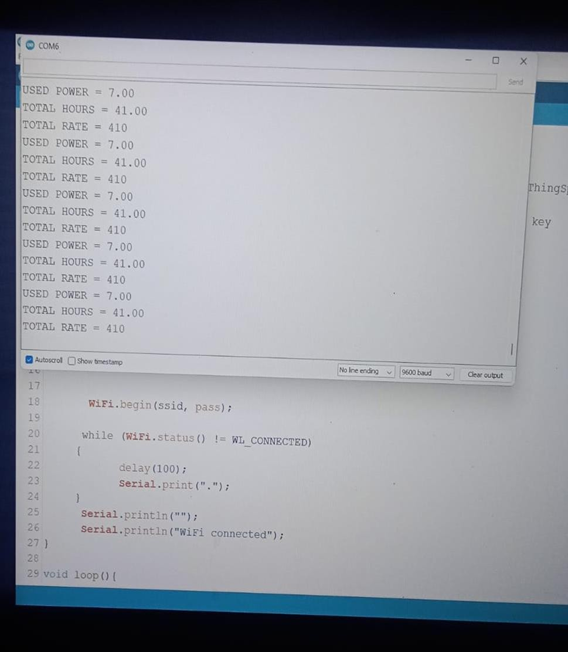 COM6
Send
USED POWER = 7.00
TOTAL HOURS = 41.00
TOTAL RATE = 410
USED POWER = 7.00
TOTAL HOURS = 41.00
TOTAL RATE = 410
USED POWER = 7.00
TOTAL HOURS = 41.00
TOTAL RATE = 410
USED POWER = 7.00
TOTAL HOURS = 41.00
TOTAL RATE = 410
USED POWER = 7.00
TOTAL HOURS = 41.00
TOTAL RATE = 410
ThingSp
key
Autoscroll Show timestamp No line ending 9600 baud Clear output
17
18 WiFi.begin(ssid, pass);
19
20 while (WiFi.status() != WL_CONNECTED)
21 {
22 delay(100);
23 Serial.print(".");
24 }
25 Serial.println("");
26 Serial.println("WiFi connected");
27 }
28
29 void loop(){